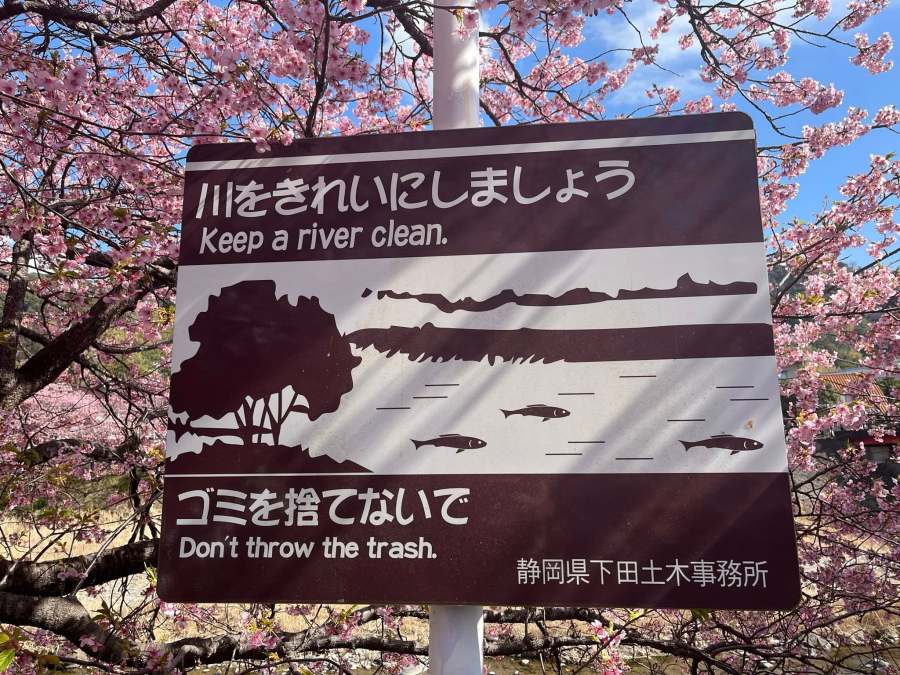 川をきれいにしましょう
Keep a river clean.
ゴミを捨てないで
Don't throw the trash.
静岡県下田土木事務所